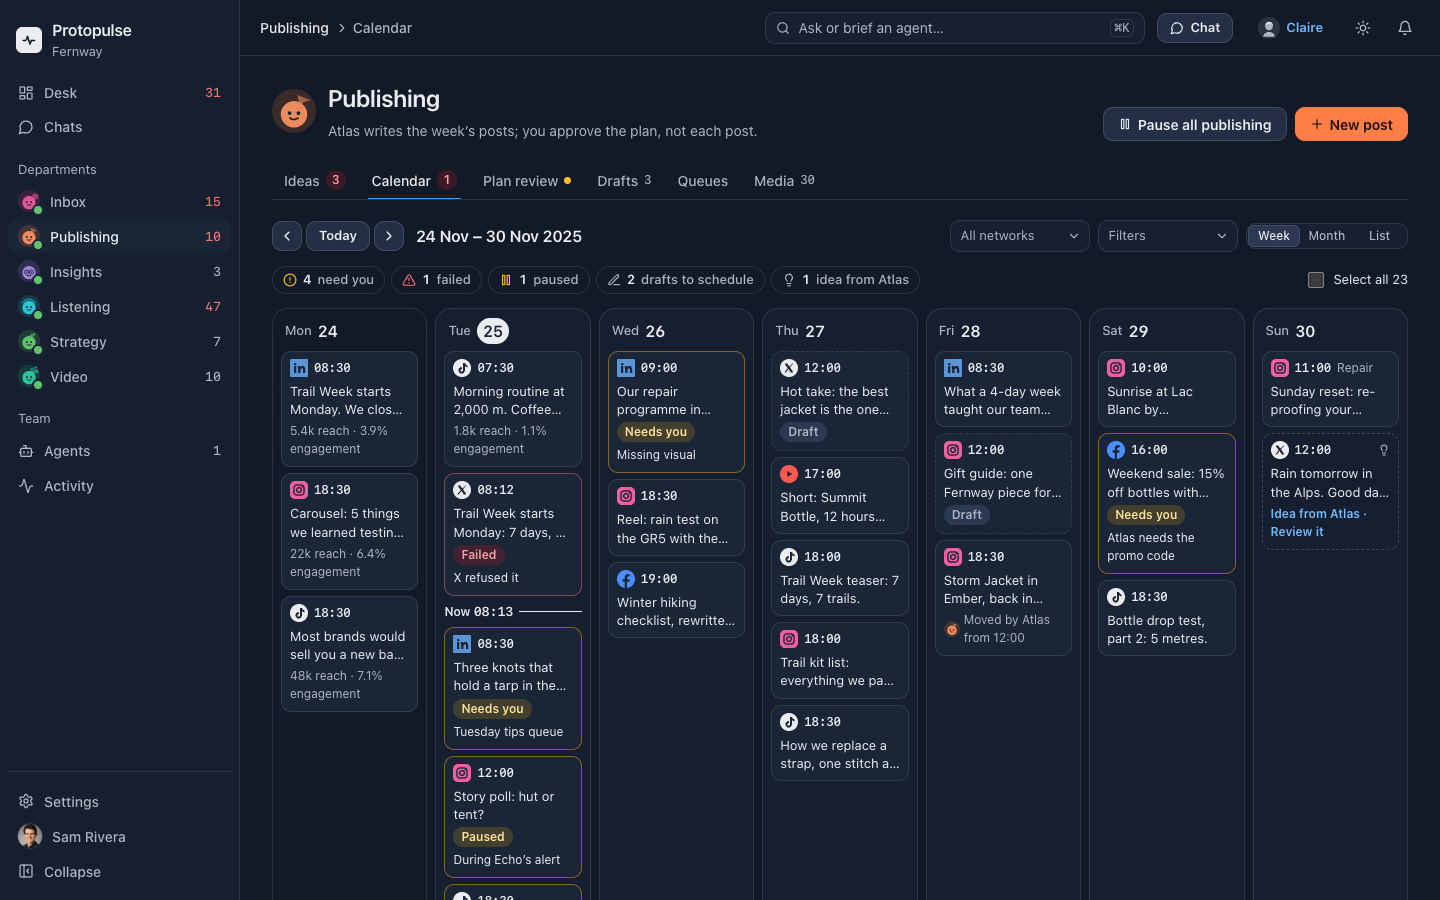 Protopulse
Fernway
Desk 31
Chats
Departments
Inbox 15
Publishing 10
Insights 3
Listening 47
Strategy 7
Video 10
Team
Agents 1
Activity
Settings
Sam Rivera
Collapse
Publishing > Calendar
Ask or brief an agent… ⌘K
Chat
Claire
Publishing
Atlas writes the week's posts; you approve the plan, not each post.
Pause all publishing
+ New post
Ideas 3
Calendar 1
Plan review
Drafts 3
Queues
Media 30
Today
24 Nov – 30 Nov 2025
All networks
Filters
Week
Month
List
4 need you
1 failed
1 paused
2 drafts to schedule
1 idea from Atlas
Select all 23
Mon 24
in 08:30
Trail Week starts
Monday. We clos…
5.4k reach · 3.9%
engagement
18:30
Carousel: 5 things
we learned testin…
22k reach · 6.4%
engagement
18:30
Most brands would
sell you a new ba…
48k reach · 7.1%
engagement
Tue 25
07:30
Morning routine at
2,000 m. Coffee…
1.8k reach · 1.1%
engagement
X 08:12
Trail Week starts
Monday: 7 days, …
Failed
X refused it
Now 08:13
in 08:30
Three knots that
hold a tarp in the…
Needs you
Tuesday tips queue
12:00
Story poll: hut or
tent?
Paused
During Echo's alert
18:30
Wed 26
in 09:00
Our repair
programme in…
Needs you
Missing visual
18:30
Reel: rain test on
the GR5 with the…
19:00
Winter hiking
checklist, rewritte…
Thu 27
X 12:00
Hot take: the best
jacket is the one…
Draft
17:00
Short: Summit
Bottle, 12 hours…
18:00
Trail Week teaser: 7
days, 7 trails.
18:00
Trail kit list:
everything we pa…
18:30
How we replace a
strap, one stitch a…
Fri 28
in 08:30
What a 4-day week
taught our team…
12:00
Gift guide: one
Fernway piece for…
Draft
18:30
Storm Jacket in
Ember, back in…
Moved by Atlas
from 12:00
Sat 29
10:00
Sunrise at Lac
Blanc by…
16:00
Weekend sale: 15%
off bottles with…
Needs you
Atlas needs the
promo code
18:30
Bottle drop test,
part 2: 5 metres.
Sun 30
11:00 Repair
Sunday reset: re-
proofing your…
X 12:00
Rain tomorrow in
the Alps. Good da…
Idea from Atlas ·
Review it